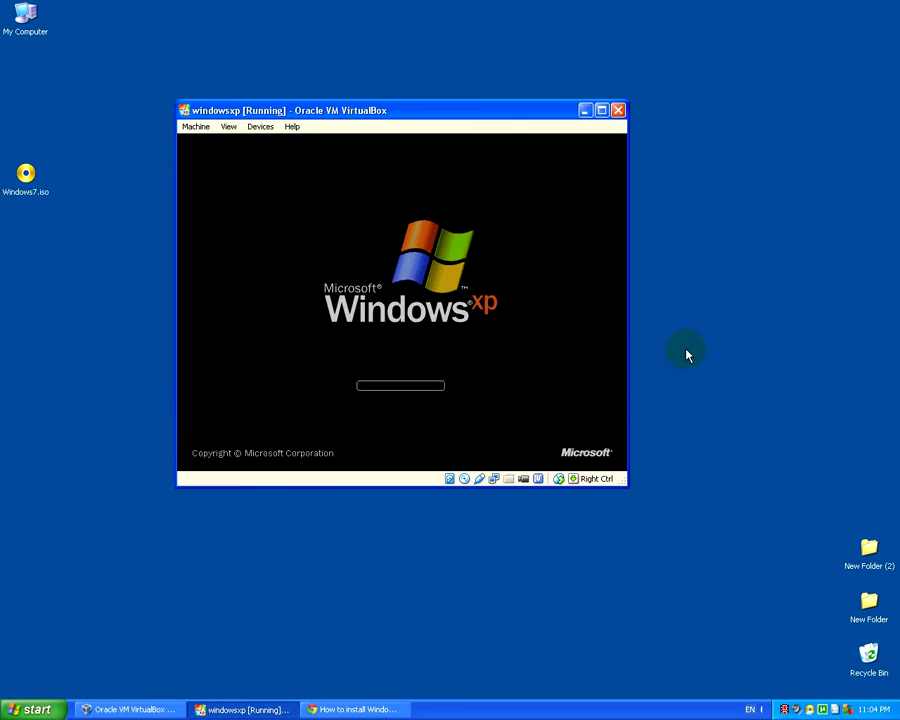 My Computer
windowsxp [Running] - Oracle VM VirtualBox
Machine View Devices Help
Windows7.iso
Microsoft®
Windows® xp ™
Copyright © Microsoft Corporation
Microsoft®
Right Ctrl
New Folder (2)
New Folder
Recycle Bin
start
Oracle VM VirtualBox ...
windowsxp [Running]...
How to install Windo...
EN
11:04 PM